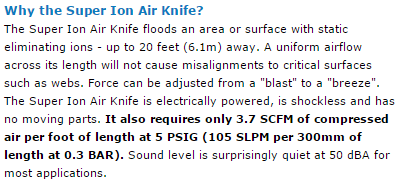 Why the Super Ion Air Knife?
The Super Ion Air Knife floods an area or surface with static
eliminating ions - up to 20 feet (6.1m) away. A uniform airflow
across its length will not cause misalignments to critical surfaces
such as webs. Force can be adjusted from a "blast" to a "breeze".
The Super Ion Air Knife is electrically powered, is shockless and has
no moving parts. It also requires only 3.7 SCFM of compressed
air per foot of length at 5 PSIG (105 SLPM per 300mm of
length at 0.3 BAR). Sound level is surprisingly quiet at 50 dBA for
most applications.